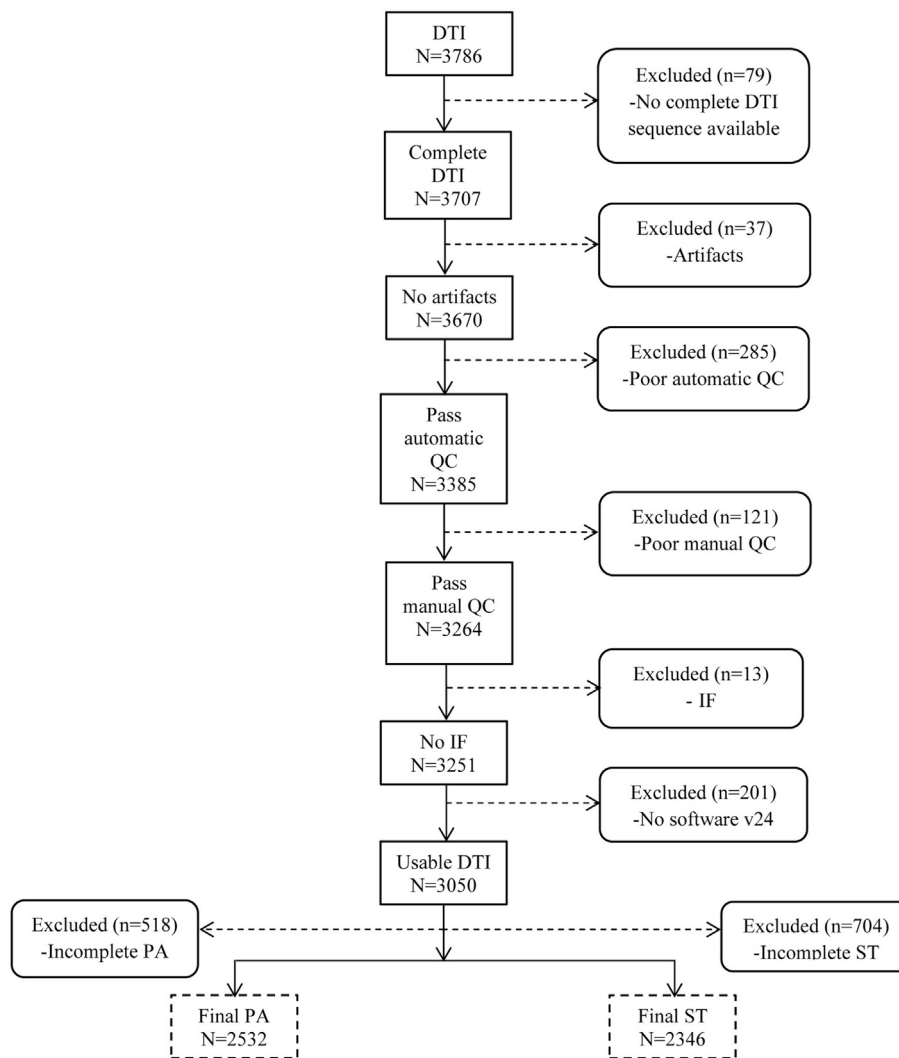 DTI
N=3786
Excluded (n=79)
-No complete DTI
sequence available
Complete
DTI
N=3707
Excluded (n=37)
-Artifacts
No artifacts
N=3670
Excluded (n=285)
-Poor automatic QC
Pass
automatic
QC
N=3385
Excluded (n=121)
-Poor manual QC
Pass
manual QC
N=3264
Excluded (n=13)
- IF
No IF
N=3251
Excluded (n=201)
-No software v24
Usable DTI
N=3050
Excluded (n=518)
-Incomplete PA
Excluded (n=704)
-Incomplete ST
Final PA
N=2532
Final ST
N=2346